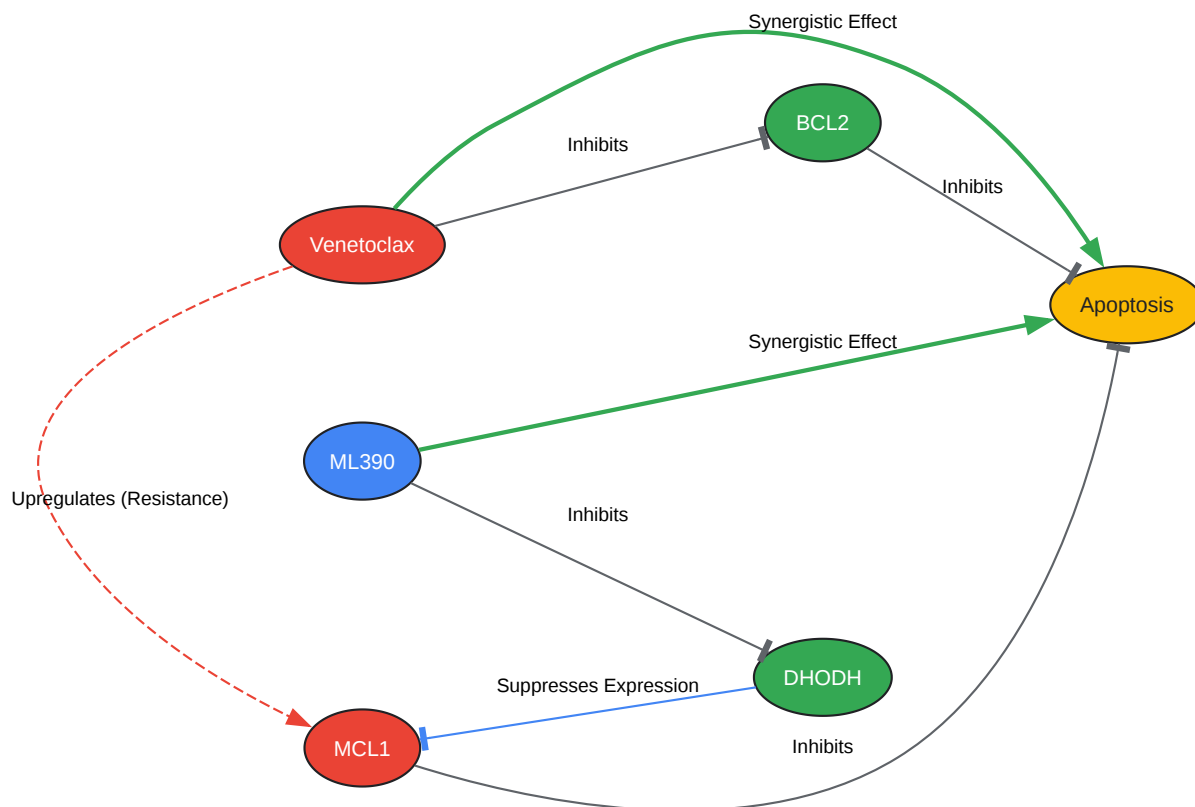 Synergistic Effect
BCL2
Inhibits
Inhibits
Venetoclax
Apoptosis
Synergistic Effect
ML390
Upregulates (Resistance)
Inhibits
DHODH
Suppresses Expression
MCL1
Inhibits